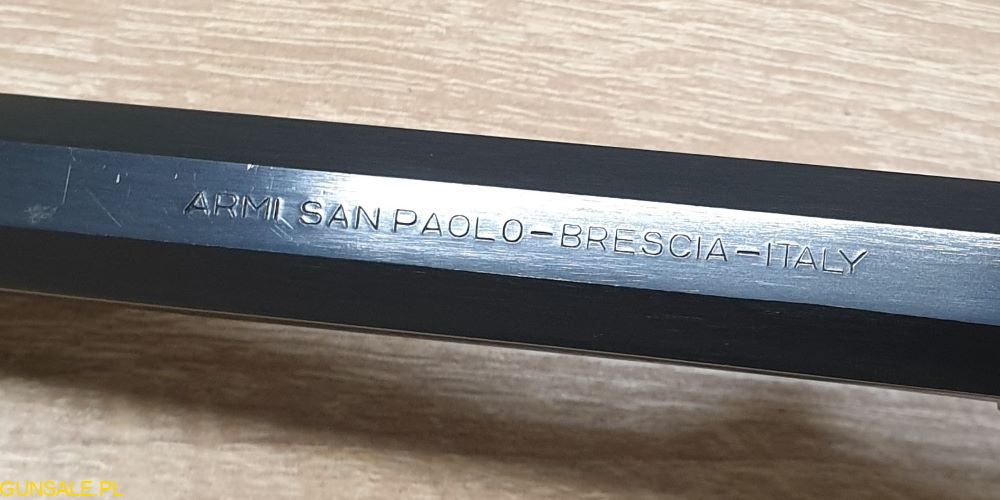 ARMI SAN PAOLO-BRESCIA-ITALY
GUNSALE.PL